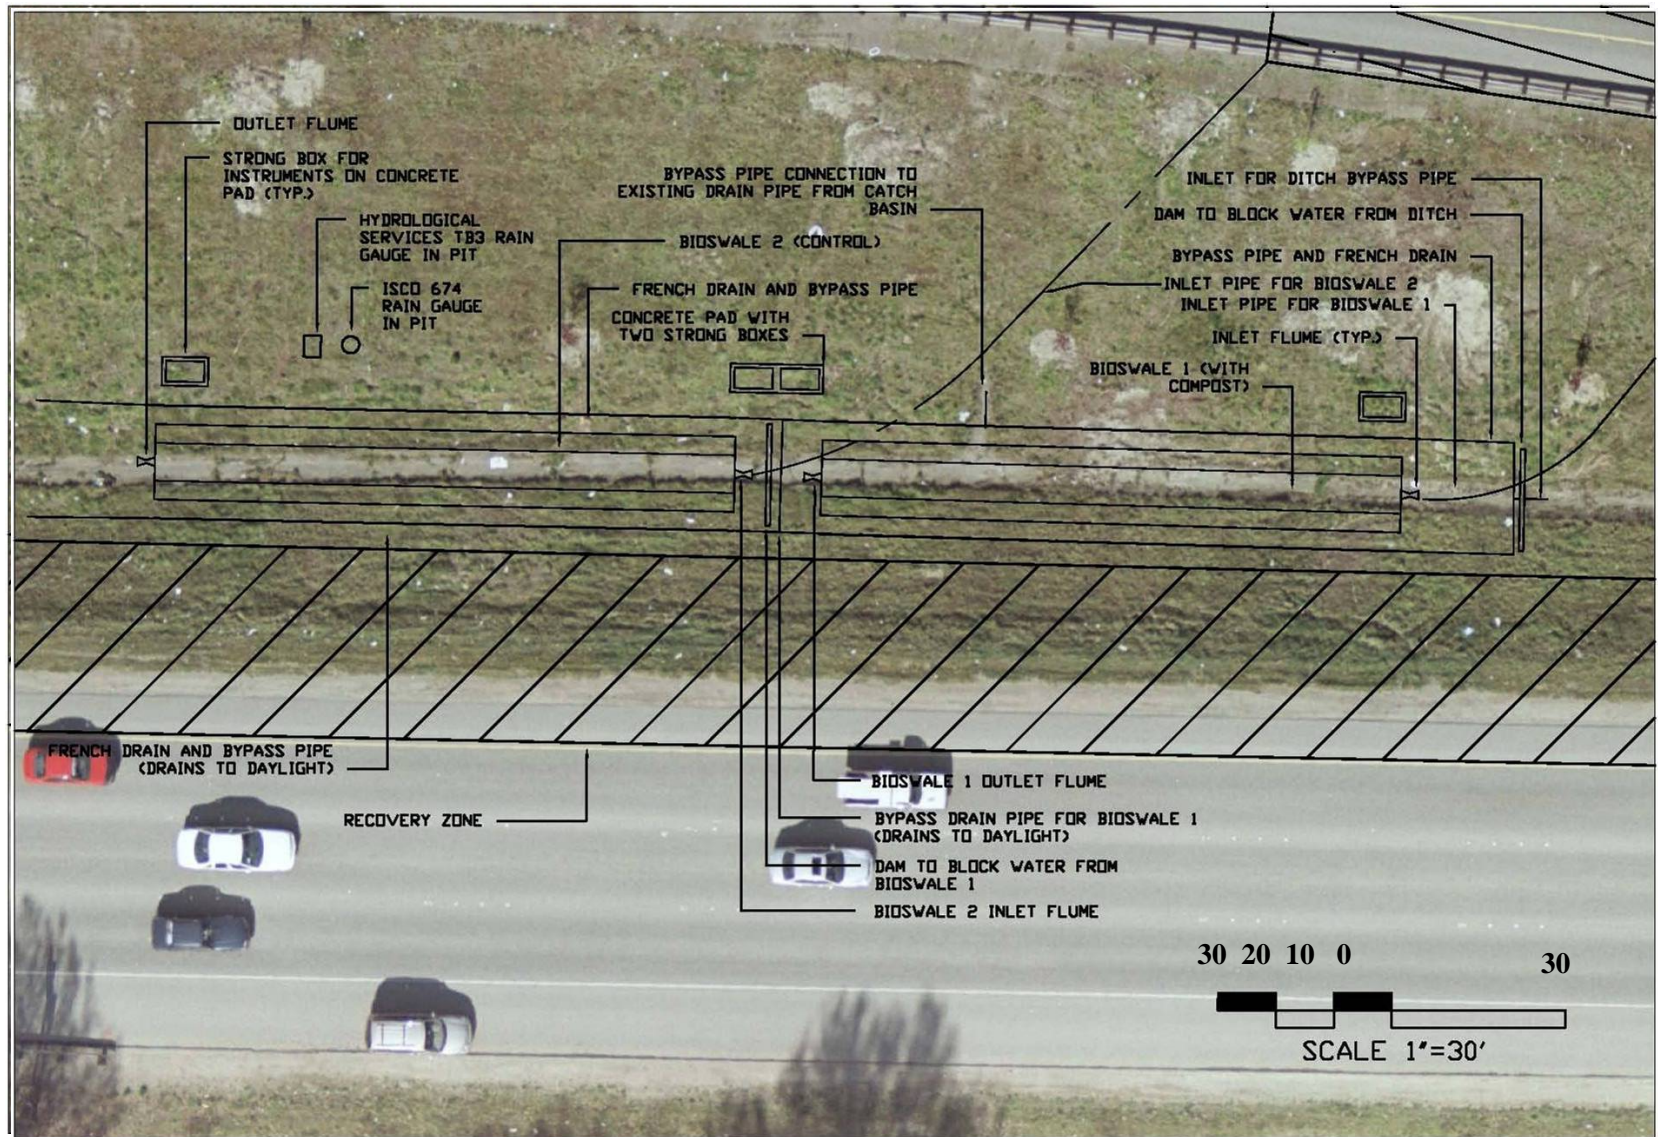 OUTLET FLUME
STRONG BOX FOR
INSTRUMENTS ON CONCRETE
PAD (TYP.)
HYDROLOGICAL
SERVICES TB3 RAIN
GAUGE IN PIT
ISCO 674
RAIN GAUGE
IN PIT
BYPASS PIPE CONNECTION TO
EXISTING DRAIN PIPE FROM CATCH
BASIN
BIOSWALE 2 (CONTROL)
FRENCH DRAIN AND BYPASS PIPE
CONCRETE PAD WITH
TWO STRONG BOXES
INLET FOR DITCH BYPASS PIPE
DAM TO BLOCK WATER FROM DITCH
BYPASS PIPE AND FRENCH DRAIN
INLET PIPE FOR BIOSWALE 2
INLET PIPE FOR BIOSWALE 1
INLET FLUME (TYP.)
BIOSWALE 1 (WITH
COMPOST)
FRENCH DRAIN AND BYPASS PIPE
(DRAINS TO DAYLIGHT)
RECOVERY ZONE
BIOSWALE 1 OUTLET FLUME
BYPASS DRAIN PIPE FOR BIOSWALE 1
(DRAINS TO DAYLIGHT)
DAM TO BLOCK WATER FROM
BIOSWALE 1
BIOSWALE 2 INLET FLUME
30 20 10 0 30
SCALE 1"=30'